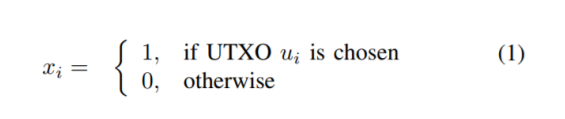 x_i = { 1, if UTXO u_i is chosen (1)
0, otherwise